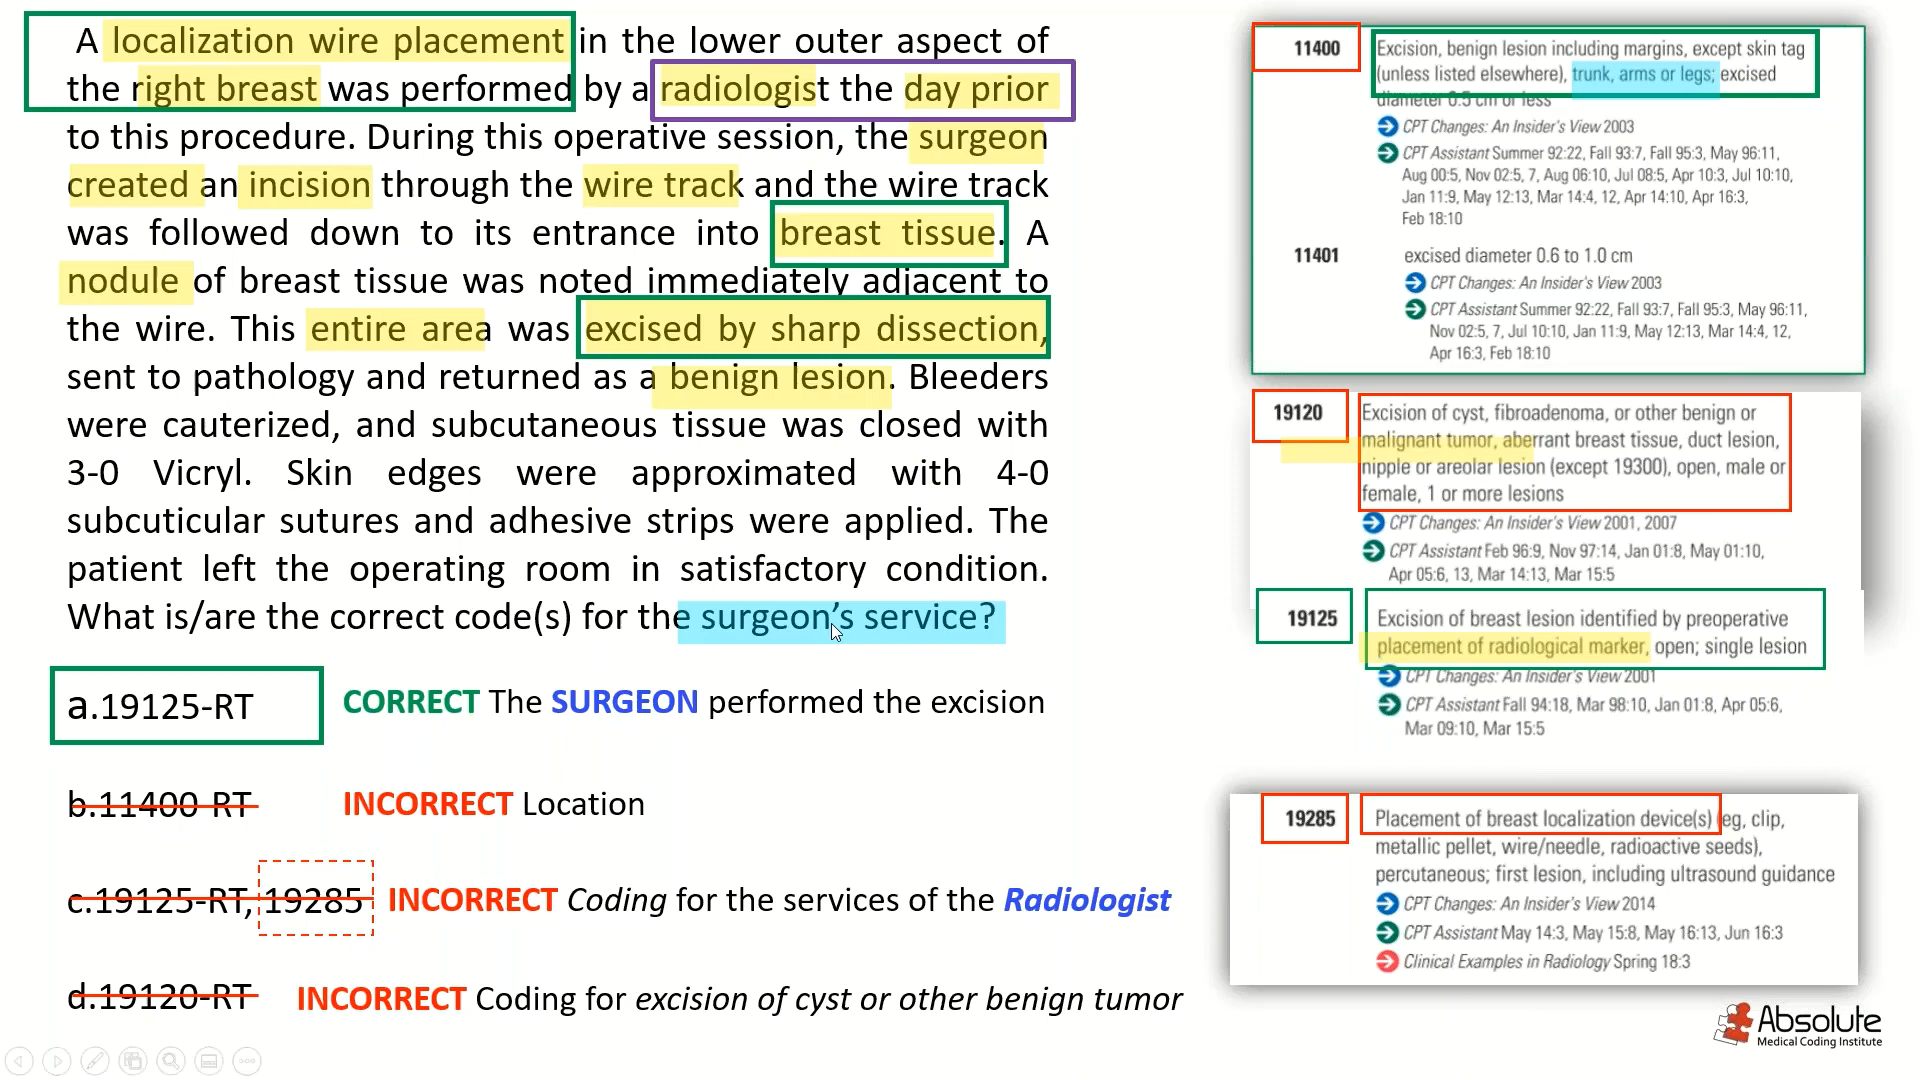 A localization wire placement in the lower outer aspect of
the right breast was performed by a radiologist the day prior
to this procedure. During this operative session, the surgeon
created an incision through the wire track and the wire track
was followed down to its entrance into breast tissue. A
nodule of breast tissue was noted immediately adjacent to
the wire. This entire area was excised by sharp dissection,
sent to pathology and returned as a benign lesion. Bleeders
were cauterized, and subcutaneous tissue was closed with
3-0 Vicryl. Skin edges were approximated with 4-0
subcuticular sutures and adhesive strips were applied. The
patient left the operating room in satisfactory condition.
What is/are the correct code(s) for the surgeon's service?
a.19125-RT CORRECT The SURGEON performed the excision
b.11400-RT INCORRECT Location
c.19125-RT, 19285 INCORRECT Coding for the services of the Radiologist
d.19120-RT INCORRECT Coding for excision of cyst or other benign tumor
11400 Excision, benign lesion including margins, except skin tag
(unless listed elsewhere), trunk, arms or legs; excised
diameter 0.5 cm or less
CPT Changes: An Insider's View 2003
CPT Assistant Summer 92:22, Fall 93:7, Fall 95:3, May 96:11,
Aug 00:5, Nov 02:5, 7, Aug 06:10, Jul 08:5, Apr 10:3, Jul 10:10,
Jan 11:9, May 12:13, Mar 14:4, 12, Apr 14:10, Apr 16:3,
Feb 18:10
11401 excised diameter 0.6 to 1.0 cm
CPT Changes: An Insider's View 2003
CPT Assistant Summer 92:22, Fall 93:7, Fall 95:3, May 96:11,
Nov 02:5, 7, Jul 10:10, Jan 11:9, May 12:13, Mar 14:4, 12,
Apr 16:3, Feb 18:10
19120 Excision of cyst, fibroadenoma, or other benign or
malignant tumor, aberrant breast tissue, duct lesion,
nipple or areolar lesion (except 19300), open, male or
female, 1 or more lesions
CPT Changes: An Insider's View 2001, 2007
CPT Assistant Feb 96:9, Nov 97:14, Jan 01:8, May 01:10,
Apr 05:6, 13, Mar 14:13, Mar 15:5
19125 Excision of breast lesion identified by preoperative
placement of radiological marker, open; single lesion
CPT Changes: An Insider's View 2001
CPT Assistant Fall 94:18, Mar 98:10, Jan 01:8, Apr 05:6,
Mar 09:10, Mar 15:5
19285 Placement of breast localization device(s) (eg, clip,
metallic pellet, wire/needle, radioactive seeds),
percutaneous; first lesion, including ultrasound guidance
CPT Changes: An Insider's View 2014
CPT Assistant May 14:3, May 15:8, May 16:13, Jun 16:3
Clinical Examples in Radiology Spring 18:3
Absolute
Medical Coding Institute